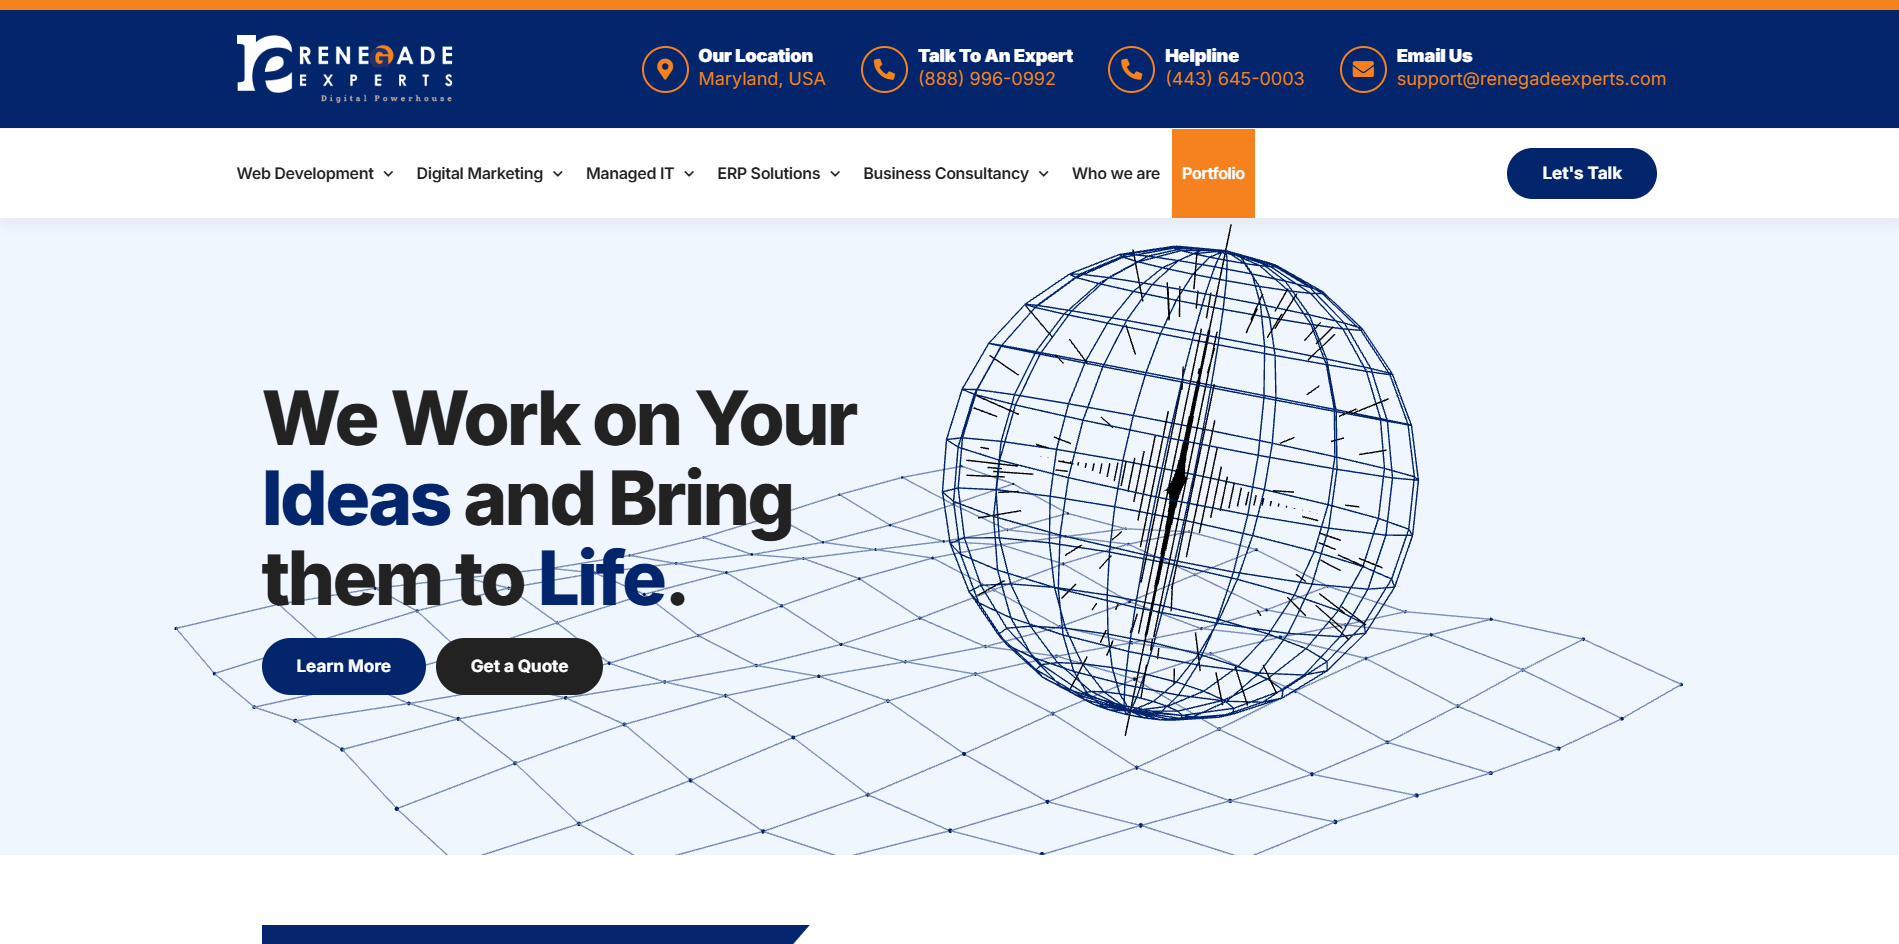 RENEGADE
EXPERTS
Digital Powerhouse
Our Location
Maryland, USA
Talk To An Expert
(888) 996-0992
Helpline
(443) 645-0003
Email Us
support@renegadeexperts.com
Web Development
Digital Marketing
Managed IT
ERP Solutions
Business Consultancy
Who we are
Portfolio
Let's Talk
We Work on Your
Ideas and Bring
them to Life.
Learn More
Get a Quote